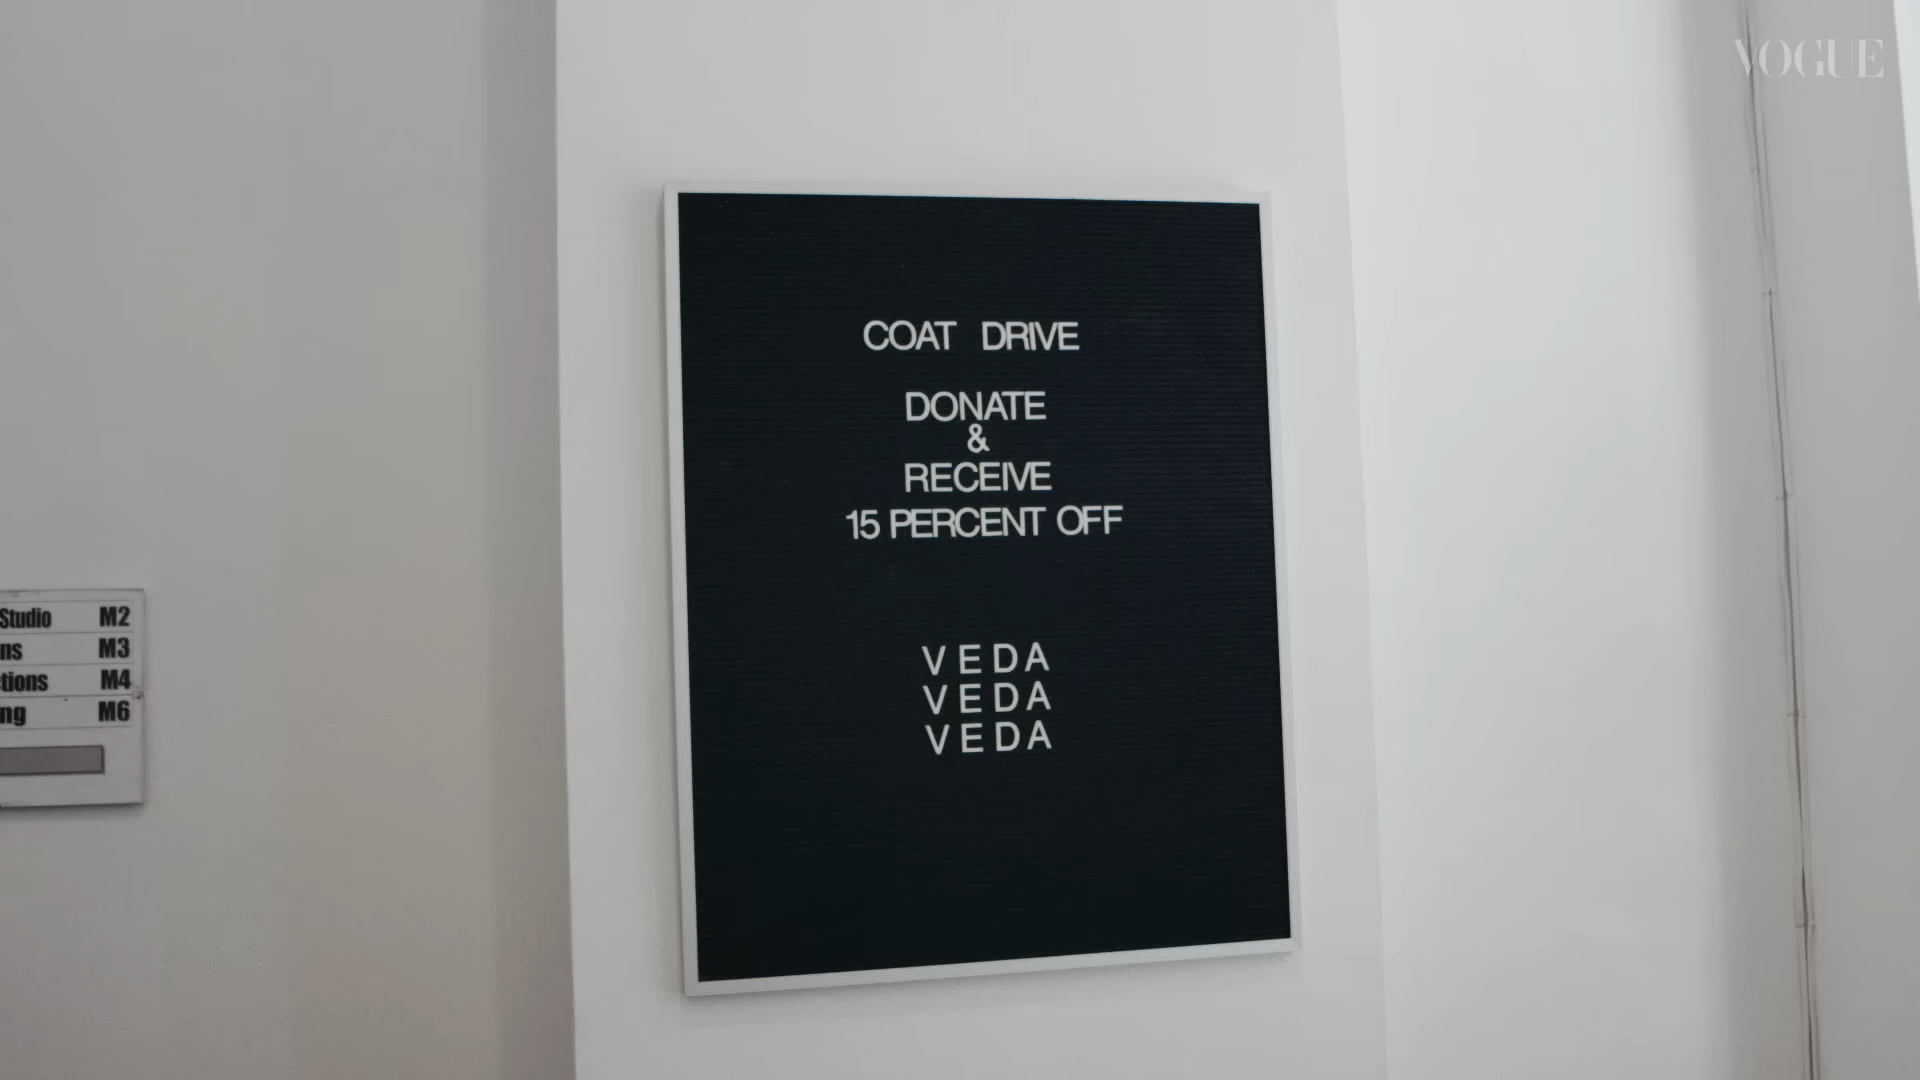 VOGUE
COAT DRIVE
DONATE
&
RECEIVE
15 PERCENT OFF
VEDA
VEDA
VEDA
Studio M2
M3
M4
M6